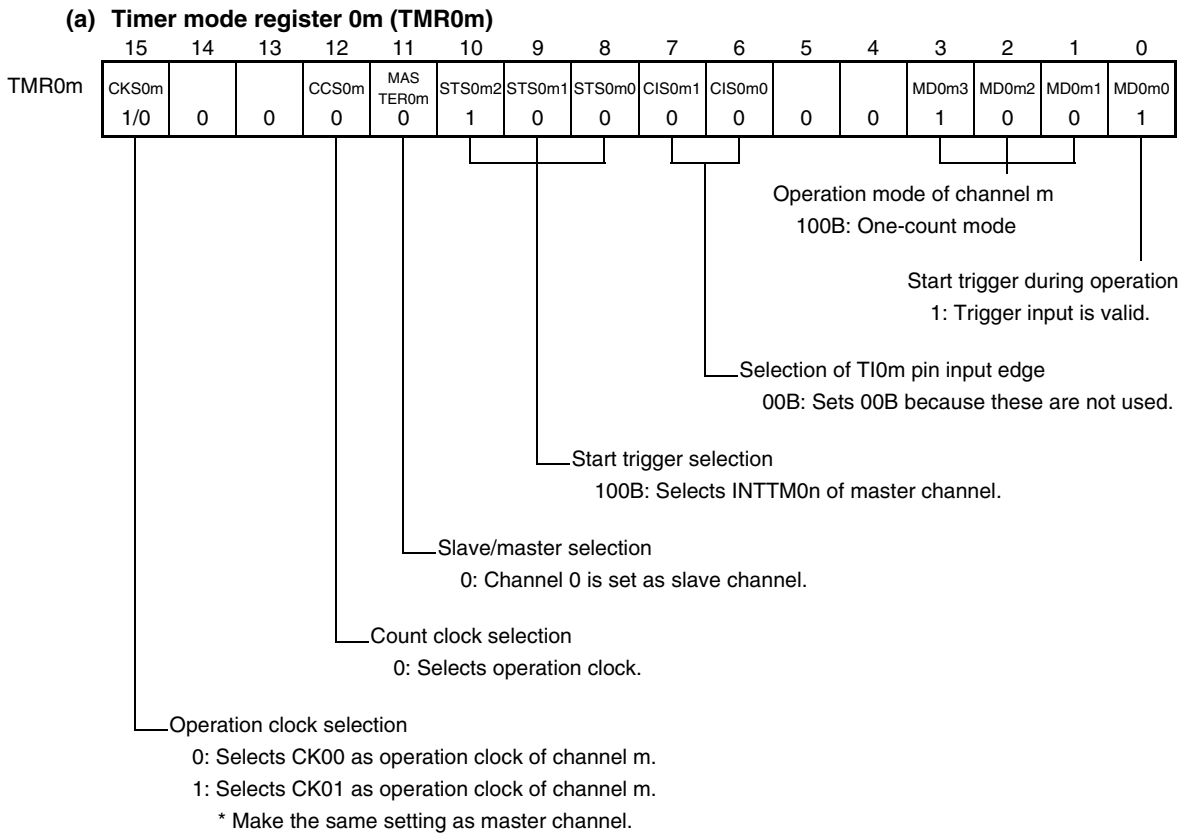 (a) Timer mode register 0m (TMR0m)
15 14 13 12 11 10 9 8 7 6 5 4 3 2 1 0
TMR0m
CKS0m CCS0m MAS TER0m STS0m2 STS0m1 STS0m0 CIS0m1 CIS0m0 MD0m3 MD0m2 MD0m1 MD0m0
1/0 0 0 0 0 1 0 0 0 0 0 0 1 0 0 1
Operation mode of channel m
100B: One-count mode
Start trigger during operation
1: Trigger input is valid.
Selection of TI0m pin input edge
00B: Sets 00B because these are not used.
Start trigger selection
100B: Selects INTTM0n of master channel.
Slave/master selection
0: Channel 0 is set as slave channel.
Count clock selection
0: Selects operation clock.
Operation clock selection
0: Selects CK00 as operation clock of channel m.
1: Selects CK01 as operation clock of channel m.
* Make the same setting as master channel.